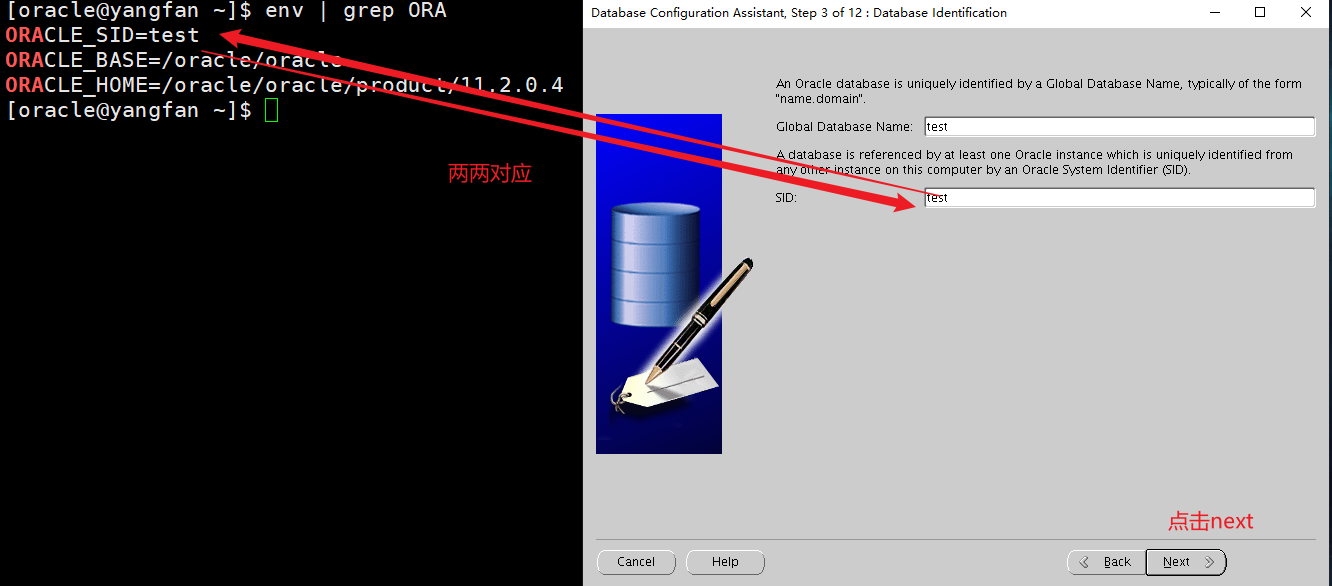 [oracle@yangfan ~]$ env | grep ORA
ORACLE_SID=test
ORACLE_BASE=/oracle/oracle
ORACLE_HOME=/oracle/oracle/product/11.2.0.4
[oracle@yangfan ~]$
两两对应
Database Configuration Assistant, Step 3 of 12 : Database Identification
An Oracle database is uniquely identified by a Global Database Name, typically of the form
"name.domain".
Global Database Name: test
A database is referenced by at least one Oracle instance which is uniquely identified from
any other instance on this computer by an Oracle System Identifier (SID).
SID: test
点击next
Cancel Help Back Next